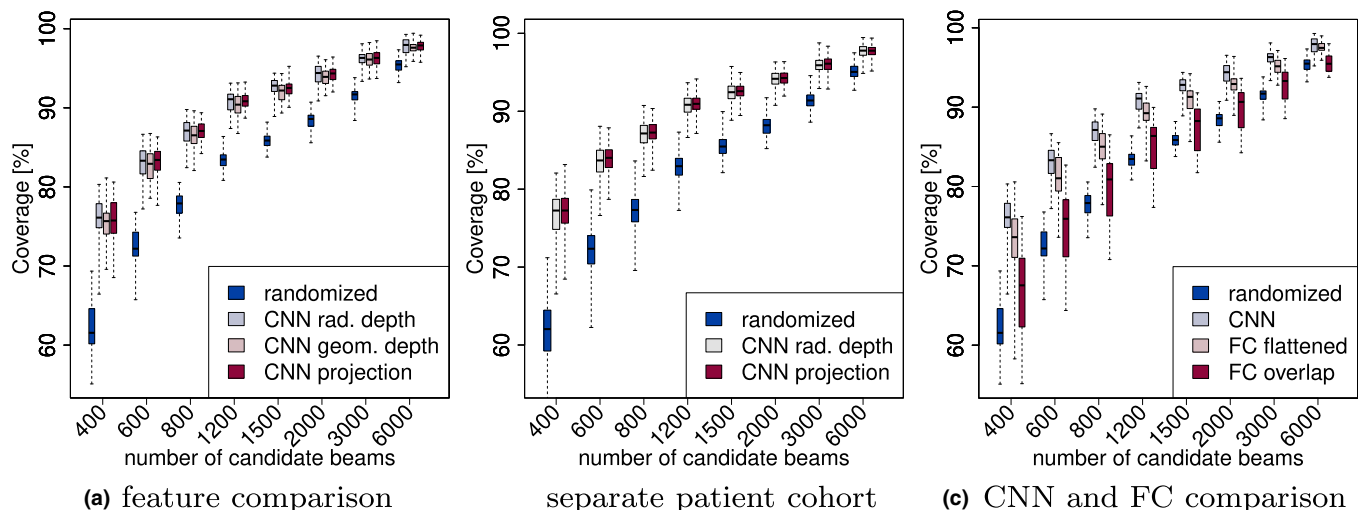 Coverage [%]
100
90
80
70
60
randomized
CNN rad. depth
CNN geom. depth
CNN projection
400
600
800
1200
1500
2000
3000
6000
number of candidate beams
(a) feature comparison
Coverage [%]
100
90
80
70
60
randomized
CNN rad. depth
CNN projection
400
600
800
1200
1500
2000
3000
6000
number of candidate beams
separate patient cohort
Coverage [%]
100
90
80
70
60
randomized
CNN
FC flattened
FC overlap
400
600
800
1200
1500
2000
3000
6000
number of candidate beams
(c) CNN and FC comparison